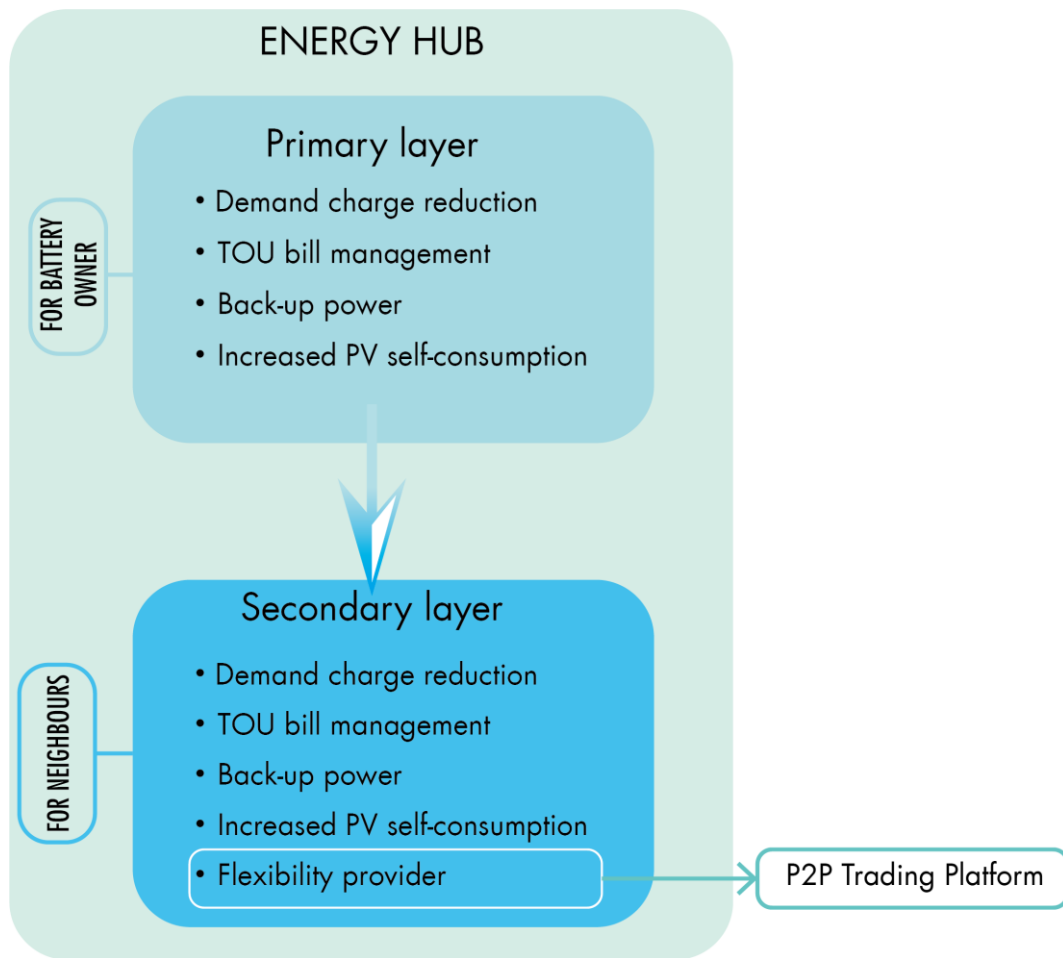 ENERGY HUB
Primary layer
• Demand charge reduction
• TOU bill management
• Back-up power
• Increased PV self-consumption
FOR BATTERY
OWNER
Secondary layer
• Demand charge reduction
• TOU bill management
• Back-up power
• Increased PV self-consumption
• Flexibility provider
FOR NEIGHBOURS
P2P Trading Platform